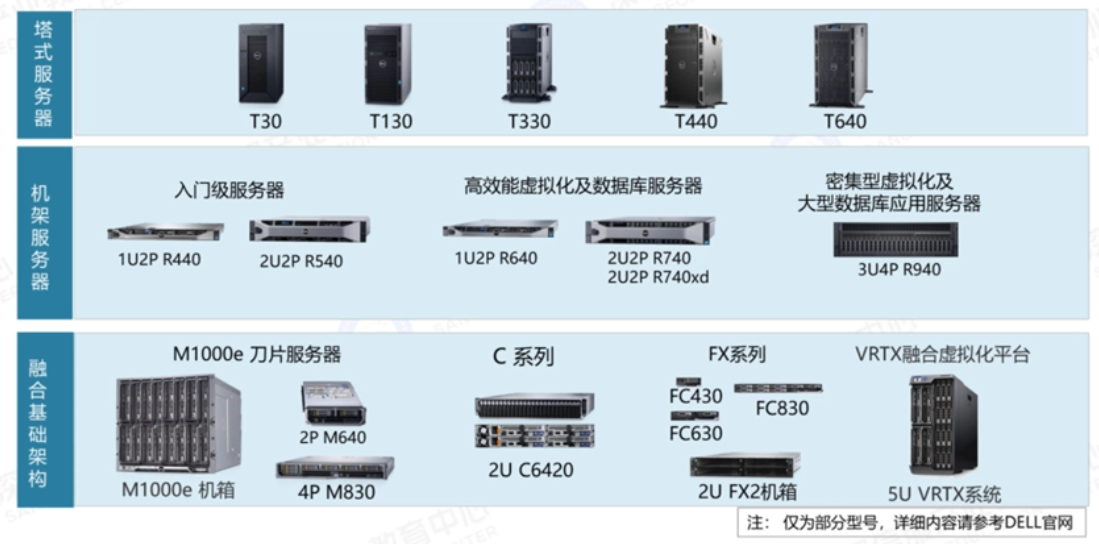 塔式服务器
T30
T130
T330
T440
T640
机架服务器
入门级服务器
1U2P R440
2U2P R540
高效能虚拟化及数据库服务器
1U2P R640
2U2P R740
2U2P R740xd
密集型虚拟化及
大型数据库应用服务器
3U4P R940
融合基础架构
M1000e 刀片服务器
M1000e 机箱
2P M640
4P M830
C 系列
2U C6420
FX系列
FC430
FC830
FC630
2U FX2机箱
VRTX融合虚拟化平台
5U VRTX系统
注： 仅为部分型号，详细内容请参考DELL官网